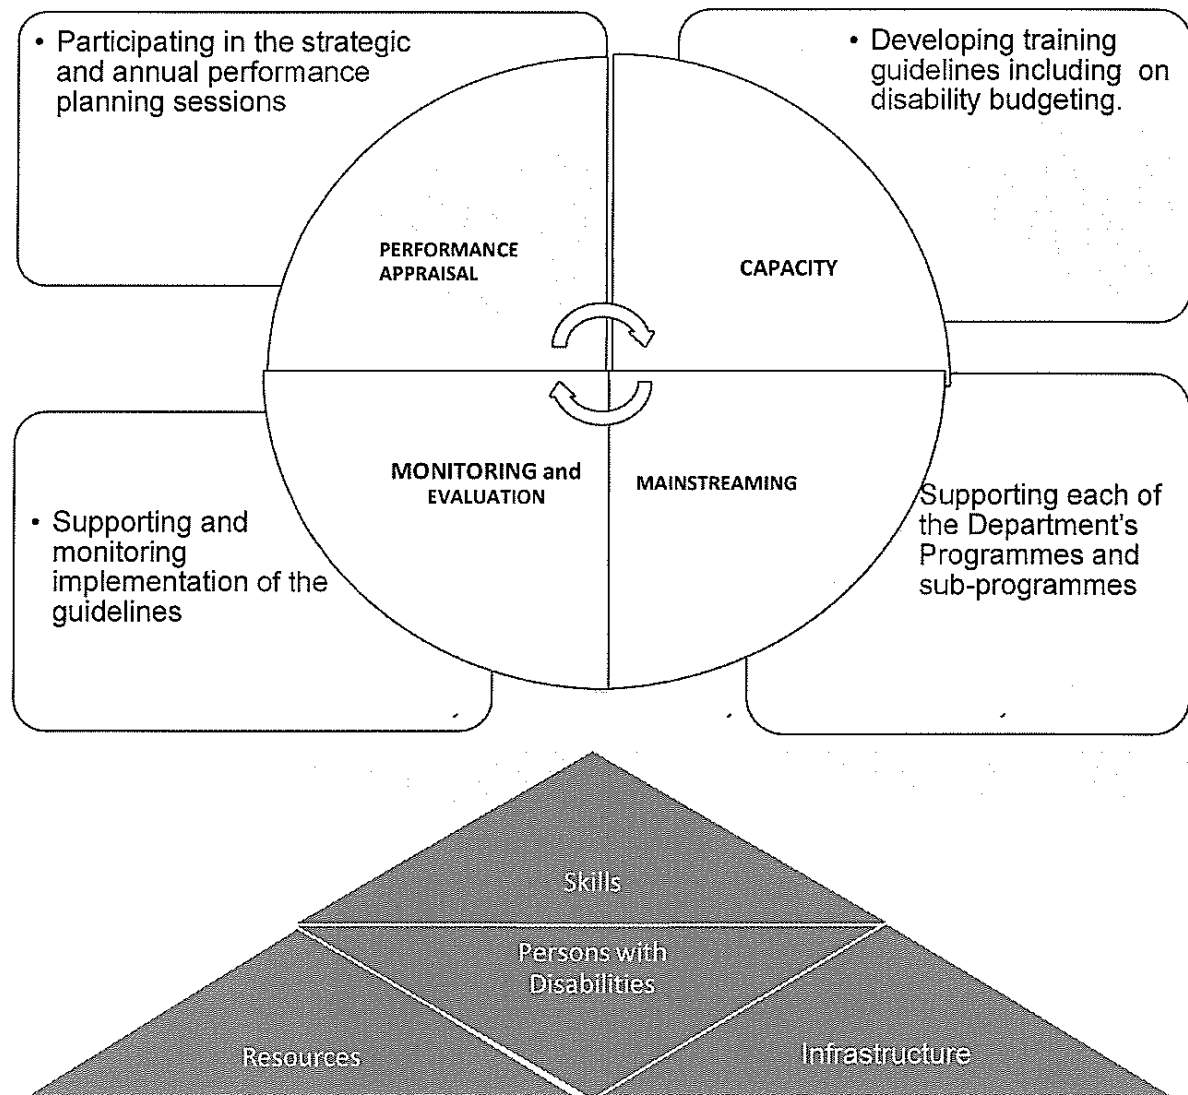 • Participating in the strategic
and annual performance
planning sessions
• Developing training
guidelines including on
disability budgeting.
PERFORMANCE
APPRAISAL
CAPACITY
MONITORING and
EVALUATION
MAINSTREAMING
• Supporting and
monitoring
implementation of the
guidelines
Supporting each of
the Department's
Programmes and
sub-programmes
Skills
Persons with
Disabilities
Resources
Infrastructure